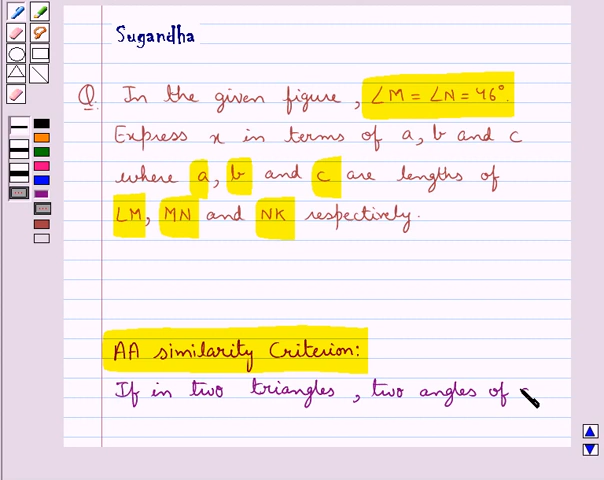 Sugandha
Q. In the given figure, ∠M = ∠N = 46°.
Express x in terms of a, b and c
where a, b and c are lengths of
LM, MN and NK respectively.
AA similarity Criterion:
If in two triangles, two angles of